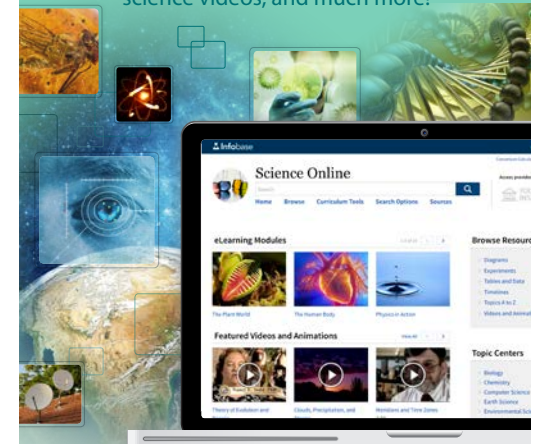 science videos, and much more!
Infobase
Science Online
Search
Home Browse Curriculum Tools Search Options Sources
eLearning Modules
Browse Resour
Diagrams
Experiments
Tables and Data
Timelines
Topics A to Z
Videos and Animat
The Plant World The Human Body Physics in Action
Featured Videos and Animations View All
Topic Centers
Biology
Chemistry
Computer Science
Earth Science
Environmental Scie
Theory of Evolution and Clouds, Precipitation, and Meridians and Time Zones